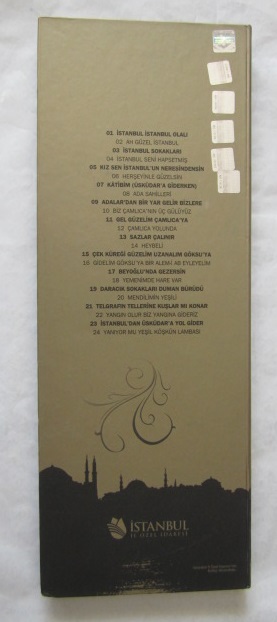 01 İSTANBUL İSTANBUL OLALI
02 AH GÜZEL İSTANBUL
03 İSTANBUL SOKAKLARI
04 İSTANBUL SENİ HAPSETMİŞ
05 KIZ SEN İSTANBUL'UN NERESİNDENSİN
06 HERŞEYİNLE GÜZELSİN
07 KÂTİBİM (ÜSKÜDAR'A GİDERKEN)
08 ADA SAHİLLERİ
09 ADALAR'DAN BİR YAR GELİR BİZLERE
10 BİZ ÇAMLICA'NIN ÜÇ GÜLÜYÜZ
11 GEL GÜZELİM ÇAMLICA'YA
12 ÇAMLICA YOLUNDA
13 SAZLAR ÇALINIR
14 HEYBELİ
15 ÇEK KÜREĞİ GÜZELİM UZANALIM GÖKSU'YA
16 GİDELİM GÖKSU'YA BİR ALEM-İ AB EYLEYELİM
17 BEYOĞLU'NDA GEZERSİN
18 YEMENİMDE HARE VAR
19 DARACIK SOKAKLARI DUMAN BÜRÜDÜ
20 MENDİLİMİN YEŞİLİ
21 TELGRAFIN TELLERİNE KUŞLAR MI KONAR
22 YANGIN OLUR BİZ YANGINA GİDERİZ
23 İSTANBUL'DAN ÜSKÜDAR'A YOL GİDER
24 YANIYOR MU YEŞİL KÖŞKÜN LAMBASI
İSTANBUL
İL ÖZEL İDARESİ